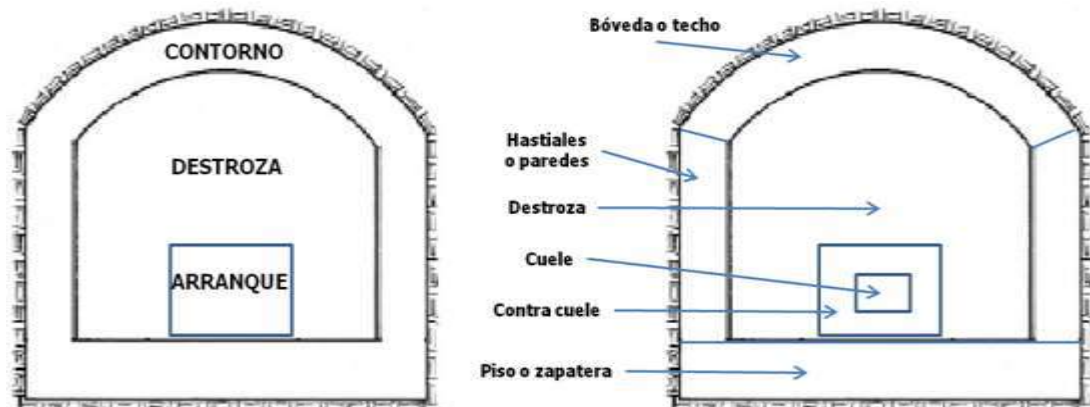 CONTORNO
DESTROZA
ARRANQUE
Bóveda o techo
Hastiales
o paredes
Destroza
Cuele
Contra cuele
Piso o zapatera